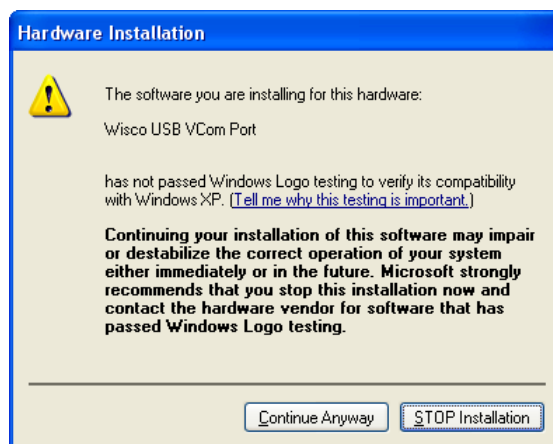 Hardware Installation
The software you are installing for this hardware:
Wisco USB VCom Port
has not passed Windows Logo testing to verify its compatibility
with Windows XP. (Tell me why this testing is important.)
Continuing your installation of this software may impair
or destabilize the correct operation of your system
either immediately or in the future. Microsoft strongly
recommends that you stop this installation now and
contact the hardware vendor for software that has
passed Windows Logo testing.
Continue Anyway STOP Installation